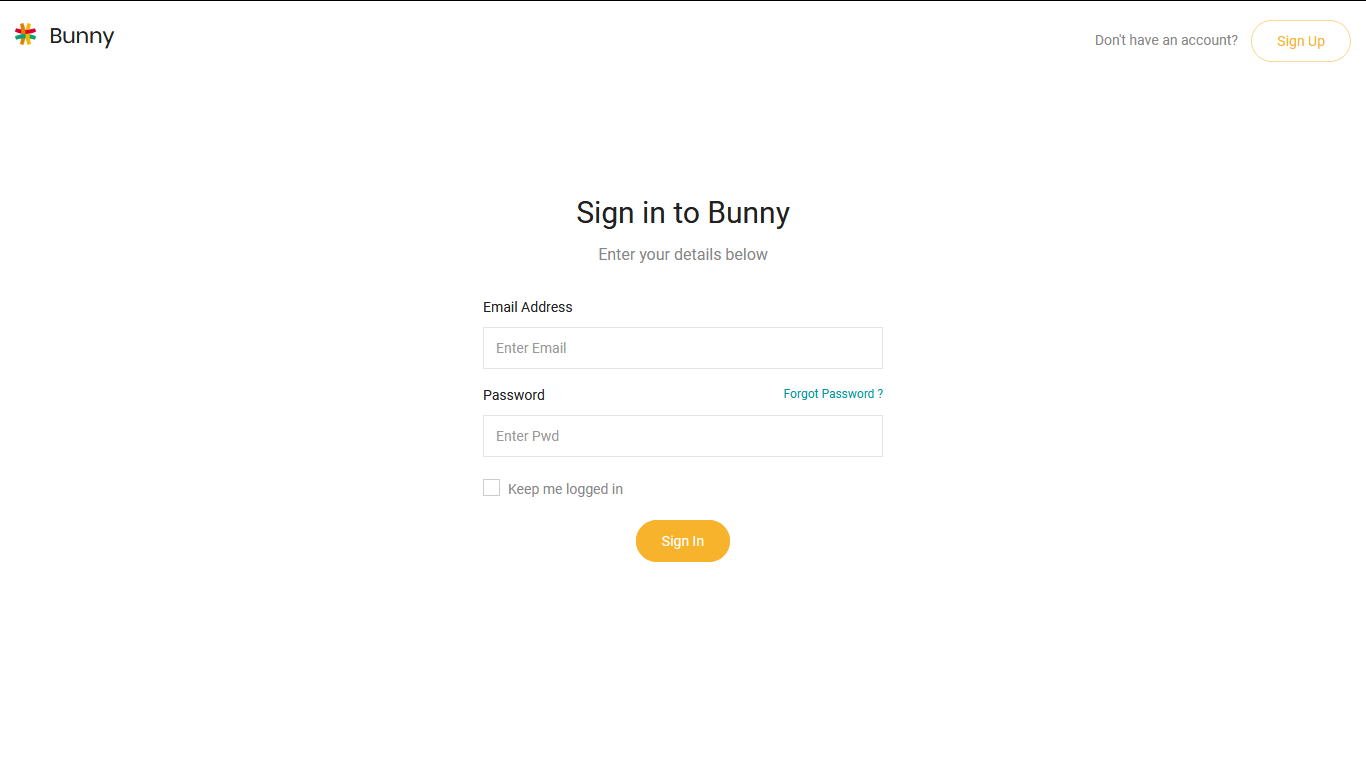 Bunny
Don't have an account?
Sign Up
Sign in to Bunny
Enter your details below
Email Address
Enter Email
Password
Forgot Password ?
Enter Pwd
Keep me logged in
Sign In